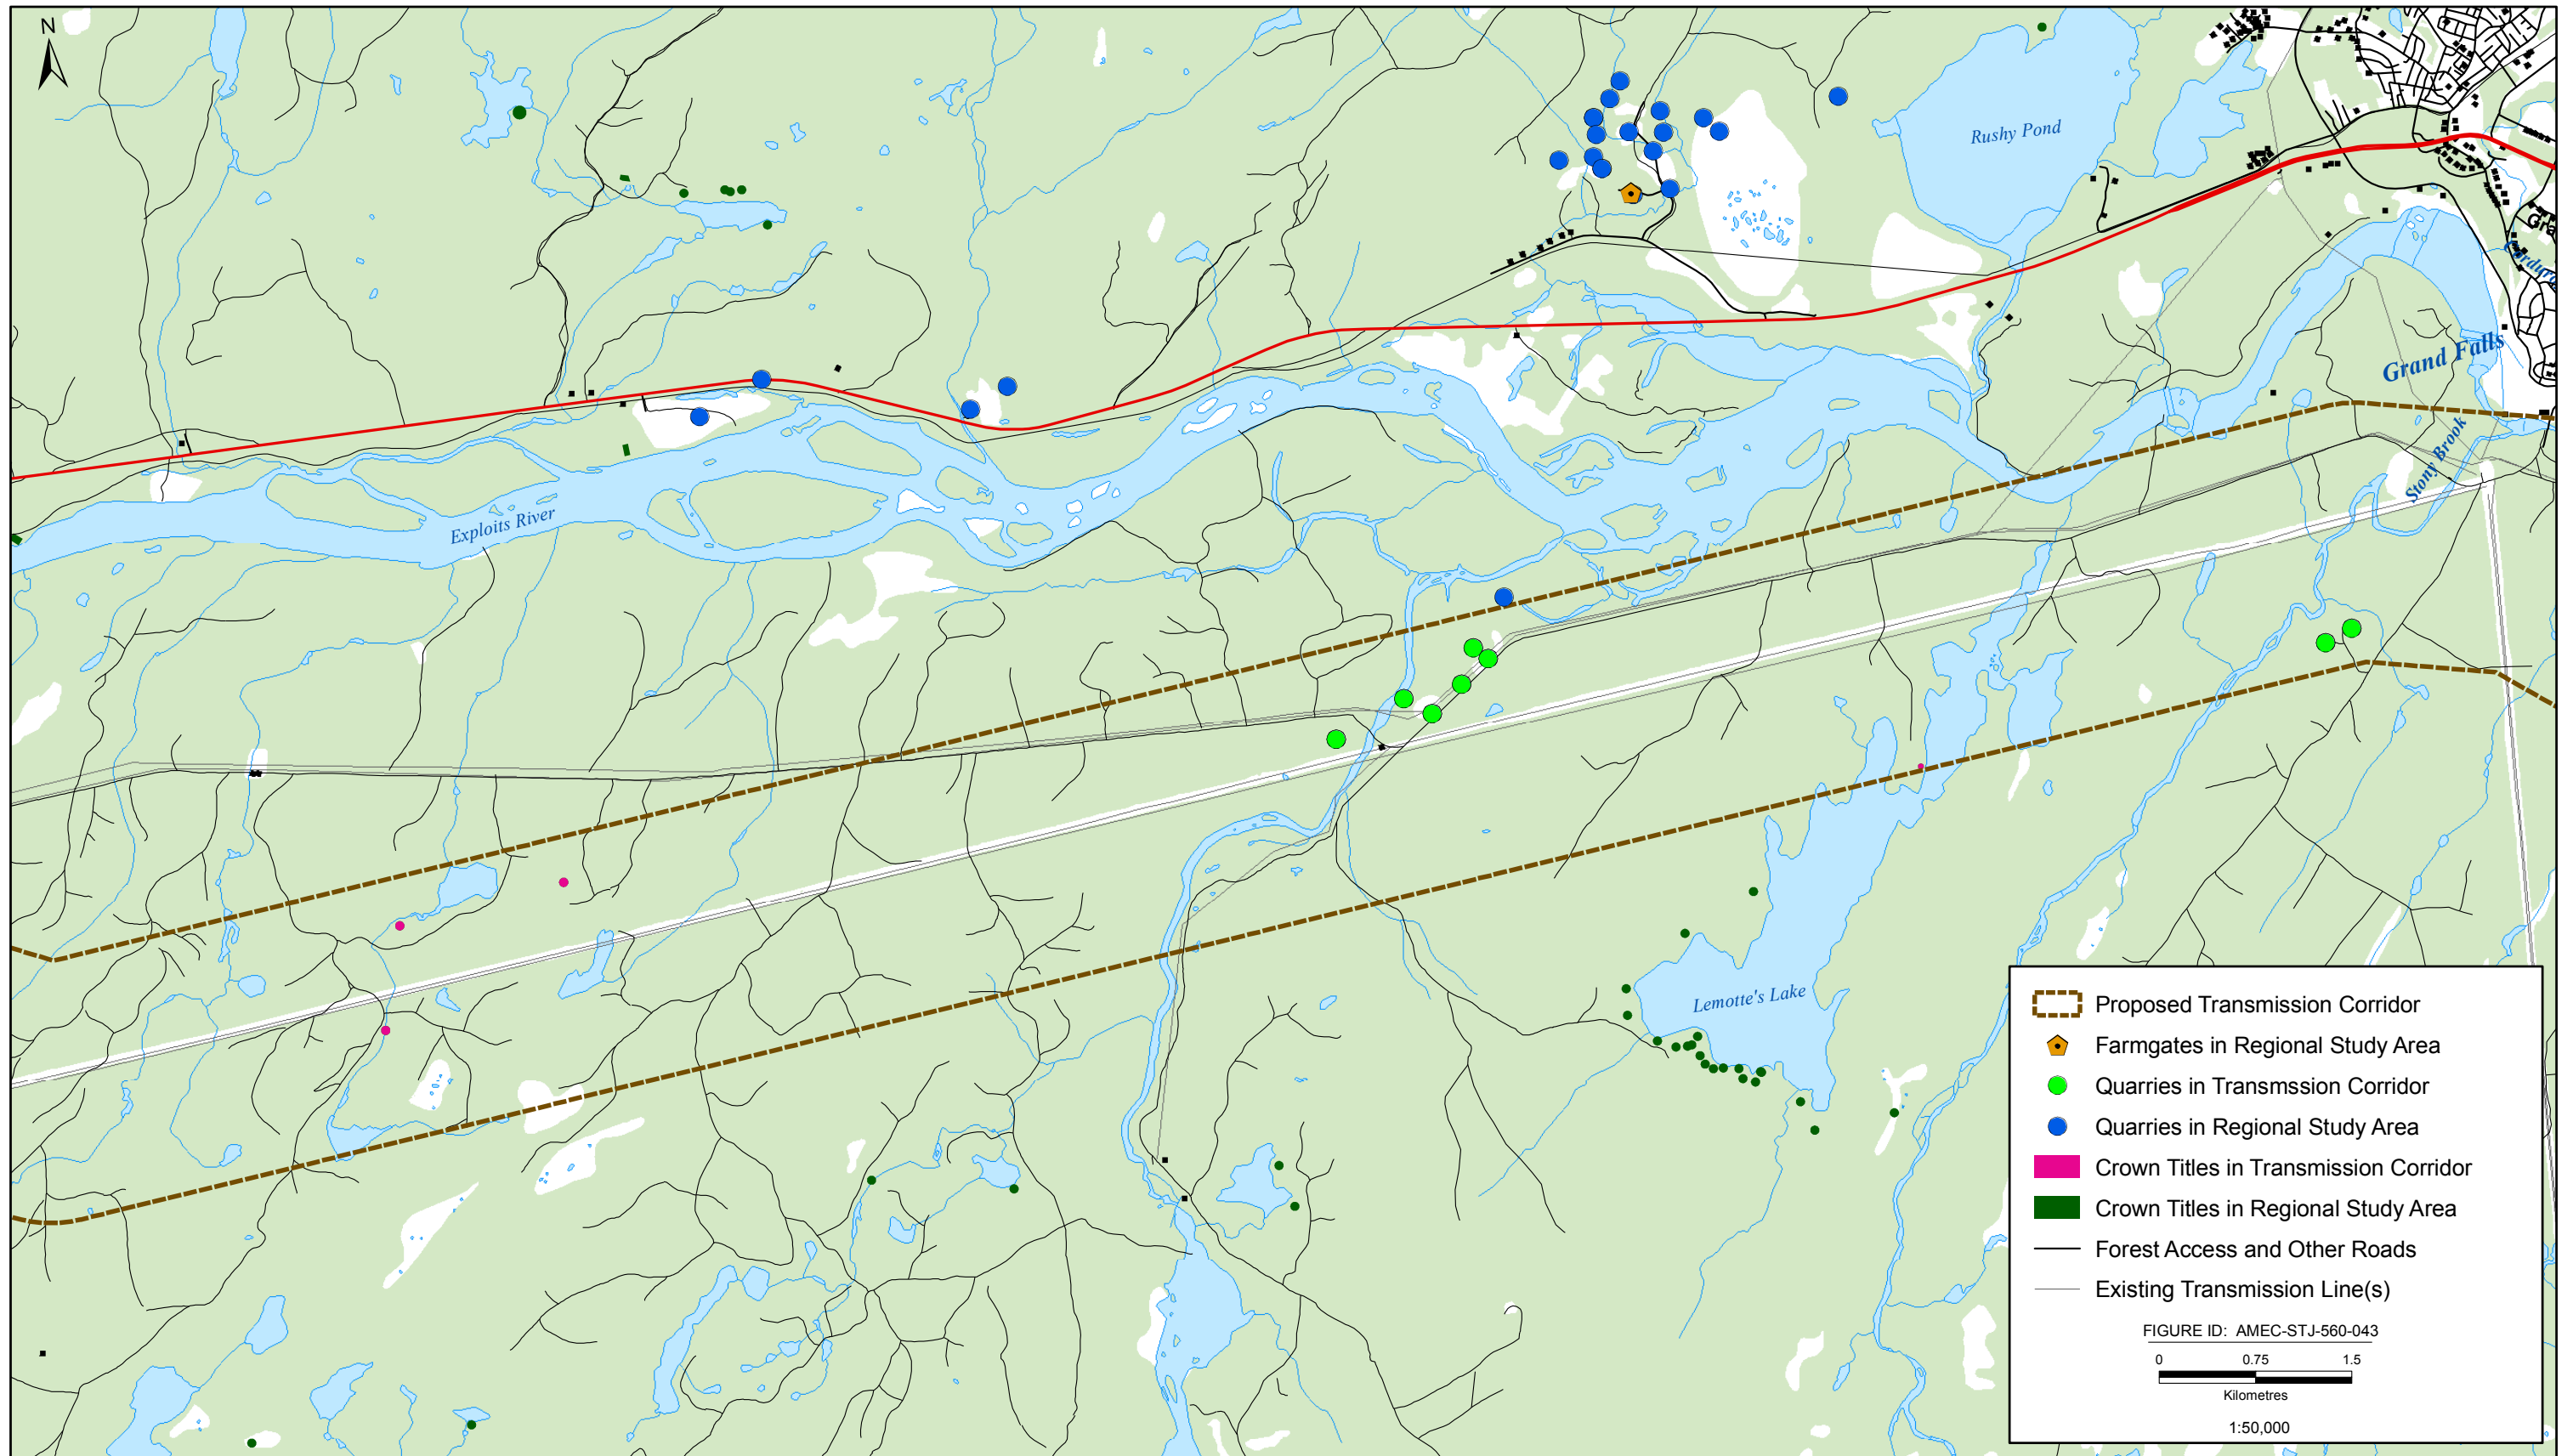 N
Rushy Pond
Grand Falls
Stony Brook
Exploits River
Lemotte's Lake
Proposed Transmission Corridor
Farmgates in Regional Study Area
Quarries in Transmssion Corridor
Quarries in Regional Study Area
Crown Titles in Transmission Corridor
Crown Titles in Regional Study Area
Forest Access and Other Roads
Existing Transmission Line(s)
FIGURE ID: AMEC-STJ-560-043
0 0.75 1.5
Kilometres
1:50,000